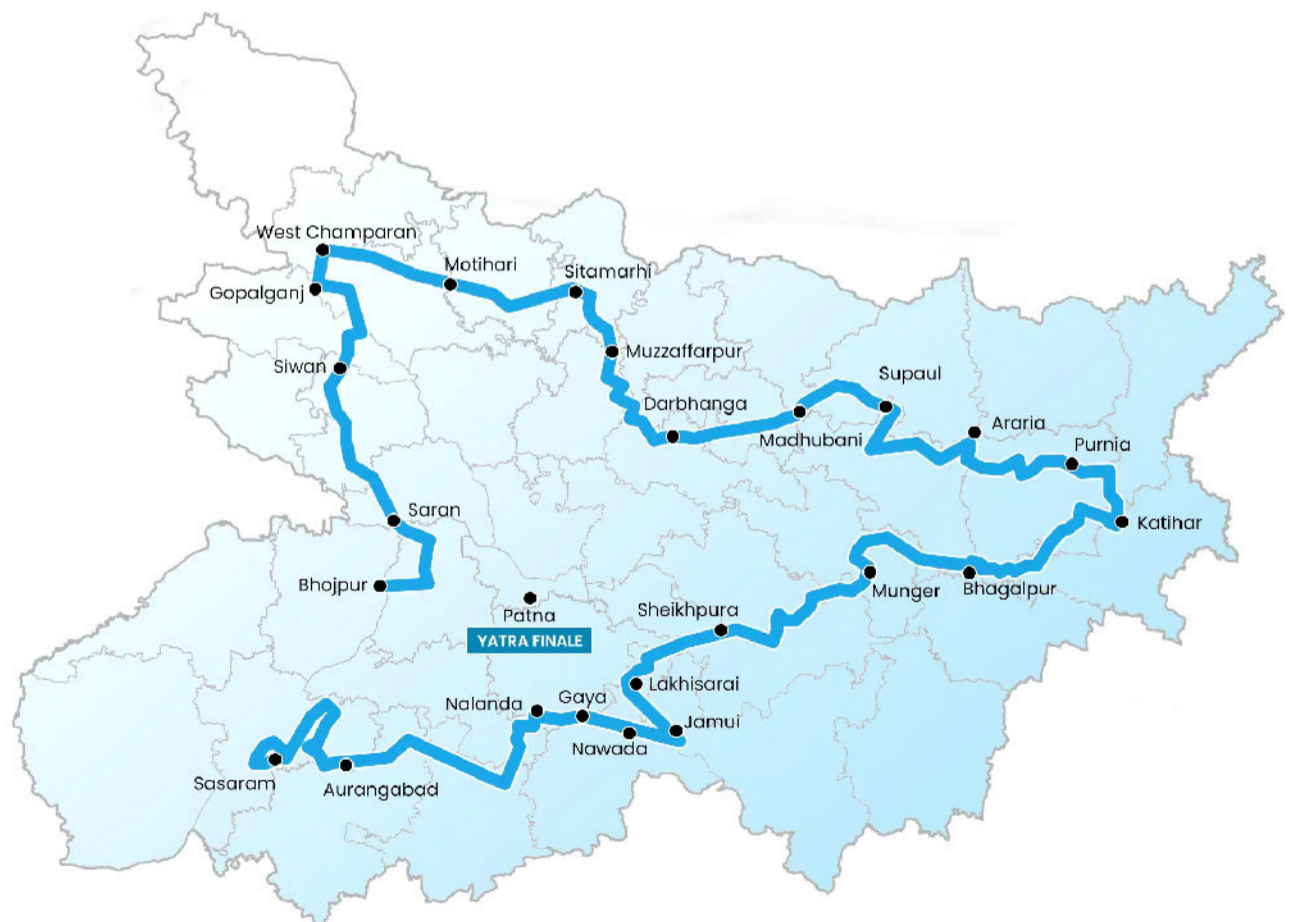 West Champaran
Motihari
Sitamarhi
Gopalganj
Muzzaffarpur
Siwan
Supaul
Darbhanga
Araria
Madhubani
Purnia
Saran
Katihar
Bhojpur
Munger
Bhagalpur
Patna
Sheikhpura
YATRA FINALE
Lakhisarai
Nalanda
Gaya
Jamui
Nawada
Sasaram
Aurangabad